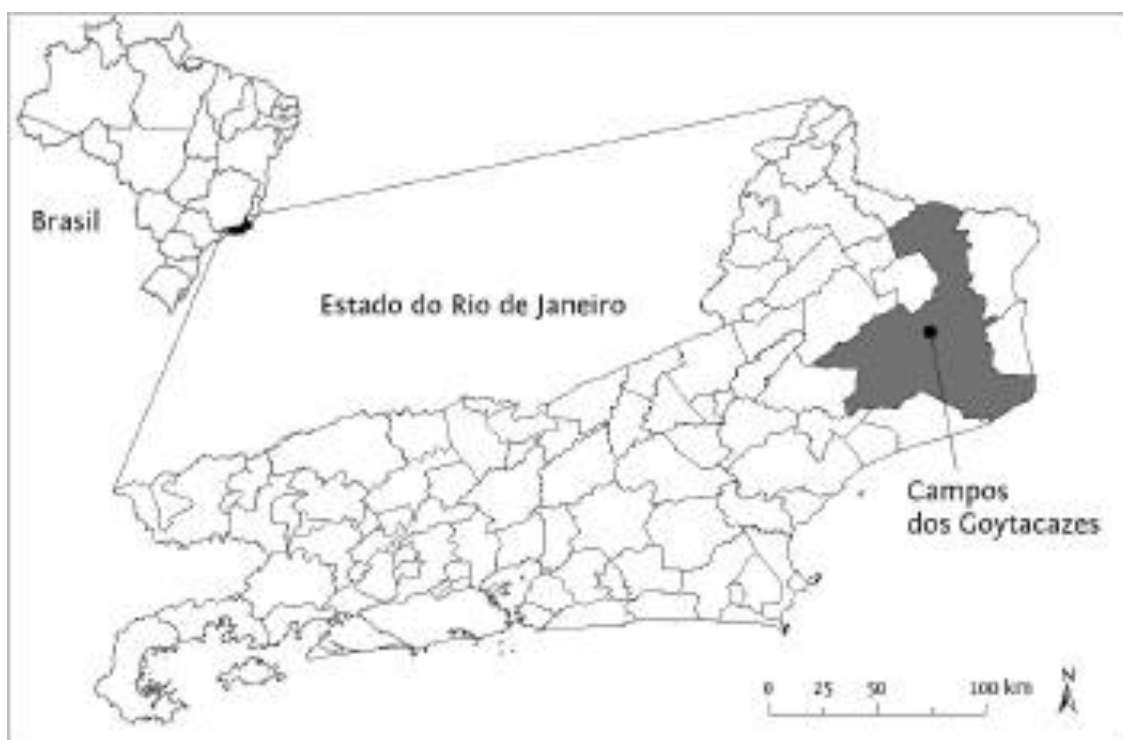 Brasil
Estado do Rio de Janeiro
Campos
dos Goytacazes
N
0 25 50 100 km